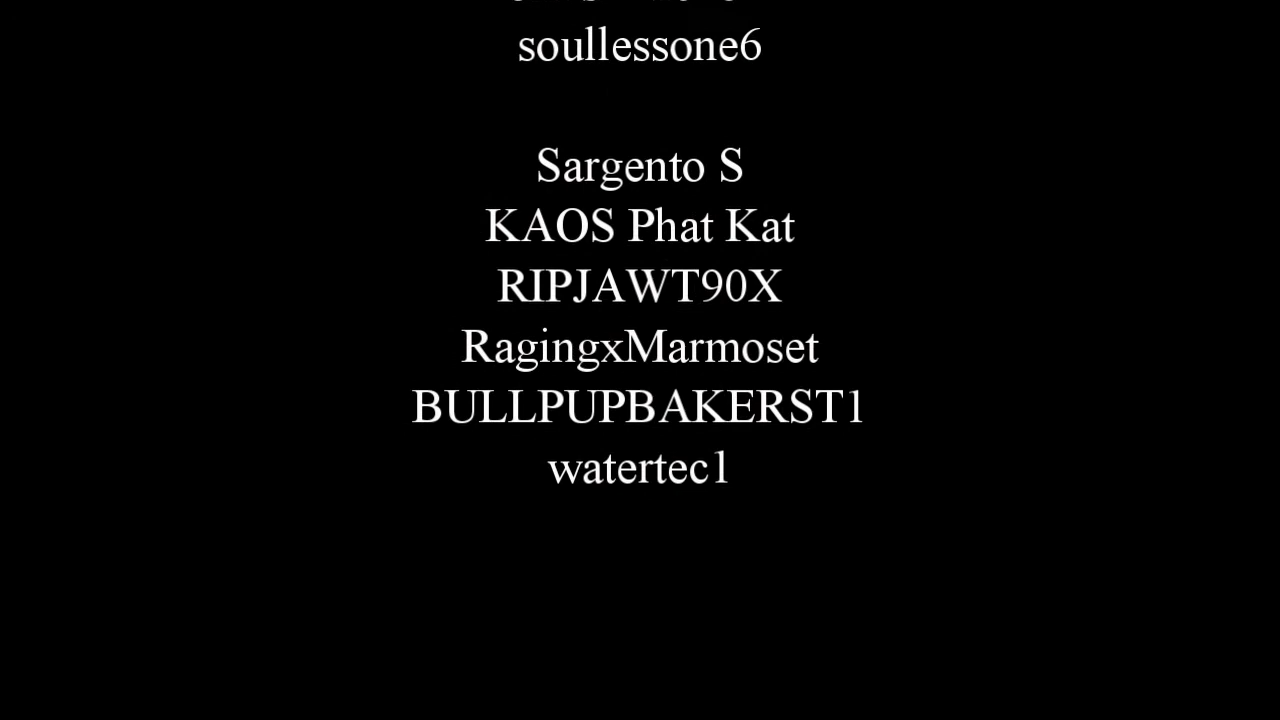 soullessone6
Sargento S
KAOS Phat Kat
RIPJAWT90X
RagingxMarmoset
BULLPUPBAKERST1
watertec1